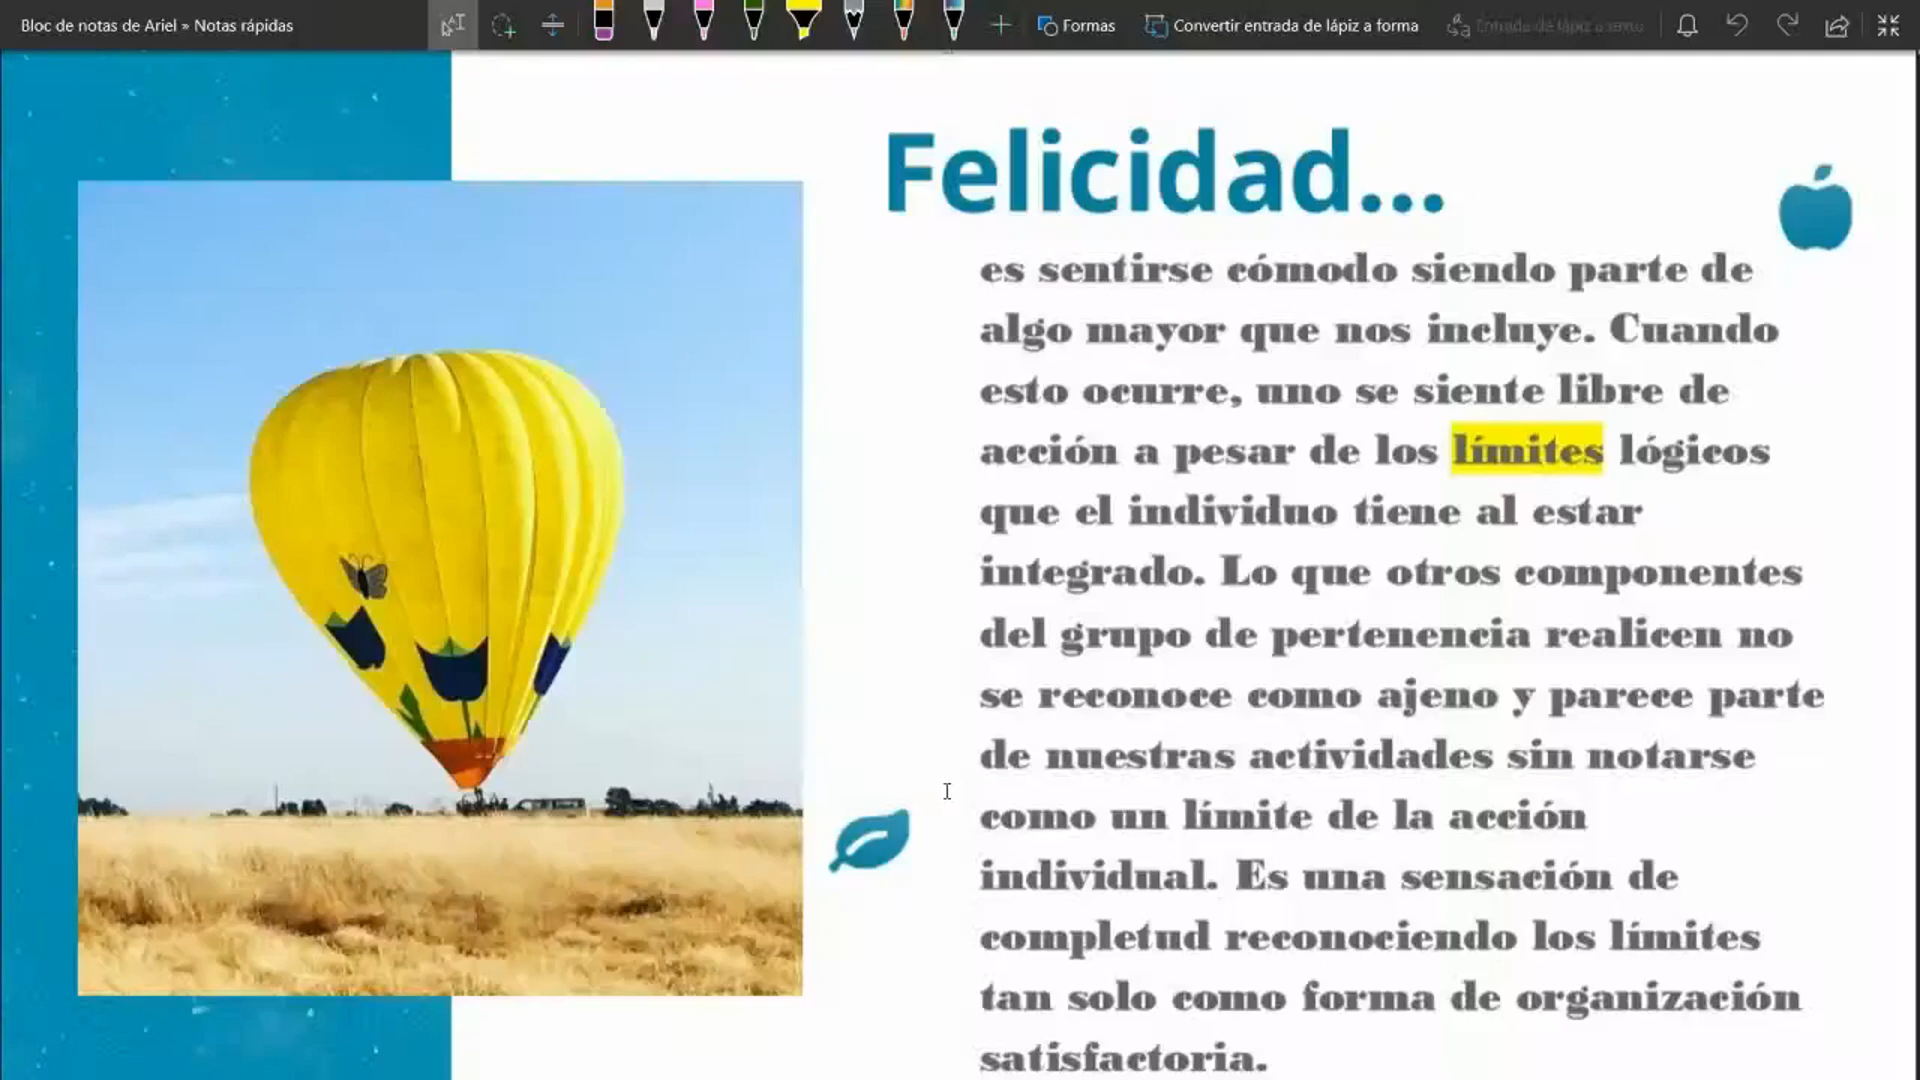 Bloc de notas de Ariel » Notas rápidas
Formas
Convertir entrada de lápiz a forma
Entrada de lápiz a texto
Felicidad...
es sentirse cómodo siendo parte de
algo mayor que nos incluye. Cuando
esto ocurre, uno se siente libre de
acción a pesar de los límites lógicos
que el individuo tiene al estar
integrado. Lo que otros componentes
del grupo de pertenencia realicen no
se reconoce como ajeno y parece parte
de nuestras actividades sin notarse
como un límite de la acción
individual. Es una sensación de
completud reconociendo los límites
tan solo como forma de organización
satisfactoria.